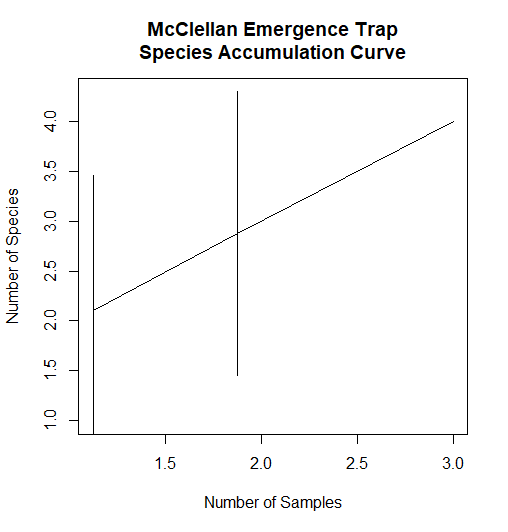 McClellan Emergence Trap
Species Accumulation Curve
Number of Species
4.0
3.5
3.0
2.5
2.0
1.5
1.0
1.5
2.0
2.5
3.0
Number of Samples